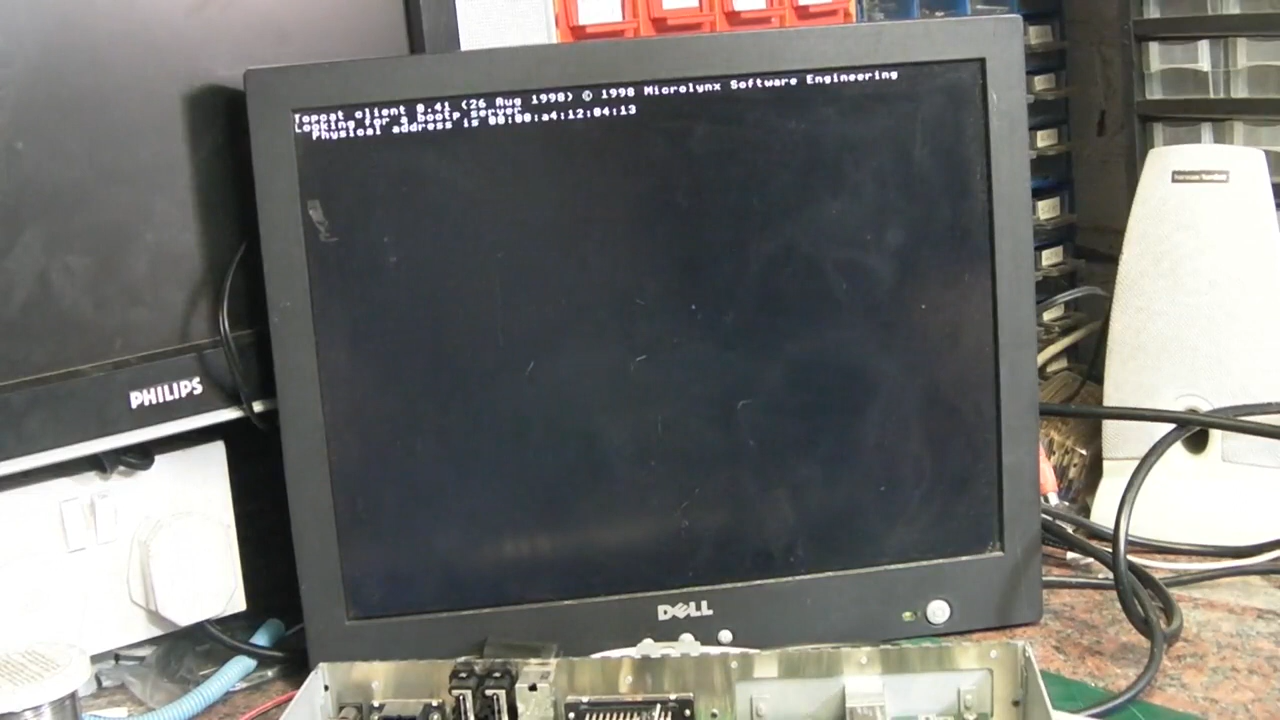 Topcat client 0.41 (26 Aug 1998) © 1998 Microlynx Software Engineering
Looking for a bootp server
Physical address is 00:00:a4:12:04:13
PHILIPS
DELL